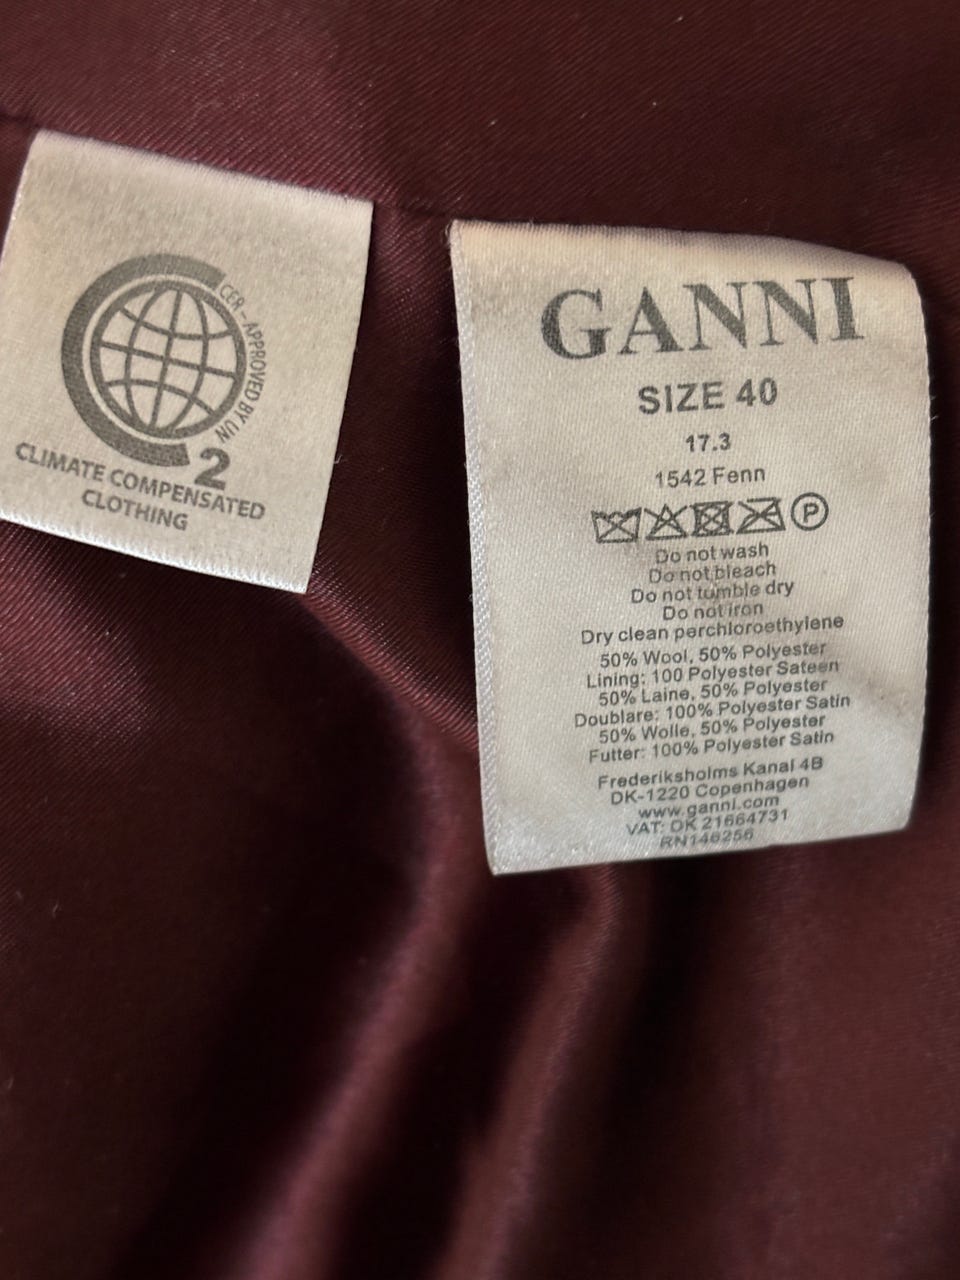 CER - APPROVED BY UN
2
CLIMATE COMPENSATED
CLOTHING
GANNI
SIZE 40
17.3
1542 Fenn
P
Do not wash
Do not bleach
Do not tumble dry
Do not iron
Dry clean perchloroethylene
50% Wool, 50% Polyester
Lining: 100 Polyester Sateen
50% Laine, 50% Polyester
Doublare: 100% Polyester Satin
50% Wolle, 50% Polyester
Futter: 100% Polyester Satin
Frederiksholms Kanal 4B
DK-1220 Copenhagen
www.ganni.com
VAT: DK 21664731
RN146256